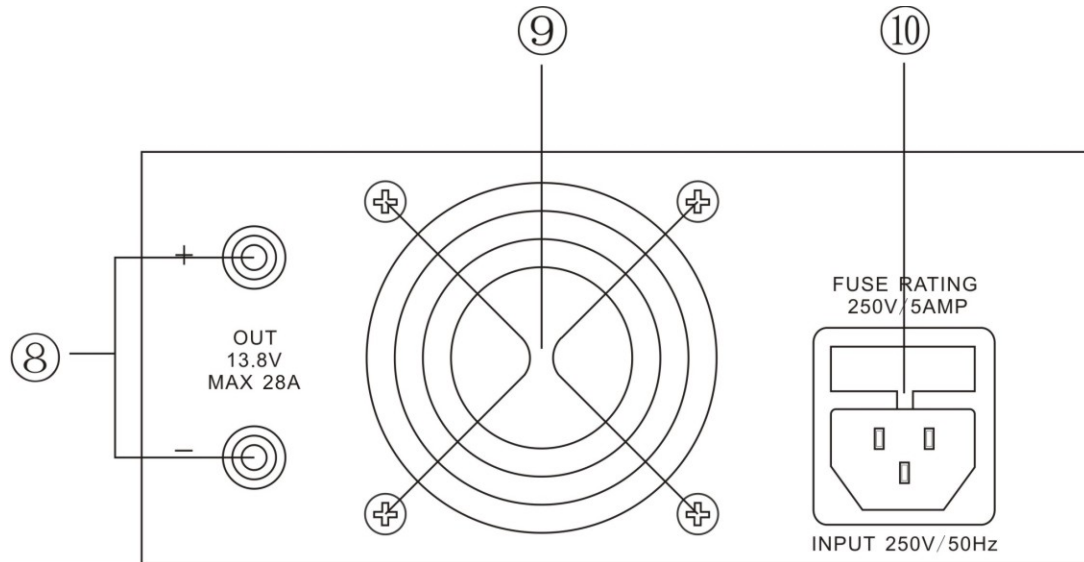 ⑨
⑩
+
⑧
OUT
13.8V
MAX 28A
−
FUSE RATING
250V/5AMP
INPUT 250V/50Hz